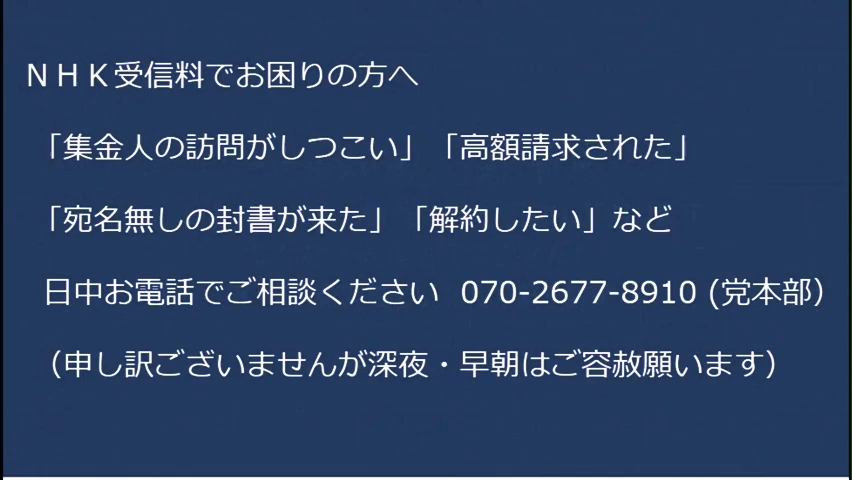 ＮＨＫ受信料でお困りの方へ
「集金人の訪問がしつこい」「高額請求された」
「宛名無しの封書が来た」「解約したい」など
日中お電話でご相談ください 070-2677-8910 (党本部）
（申し訳ございませんが深夜・早朝はご容赦願います）